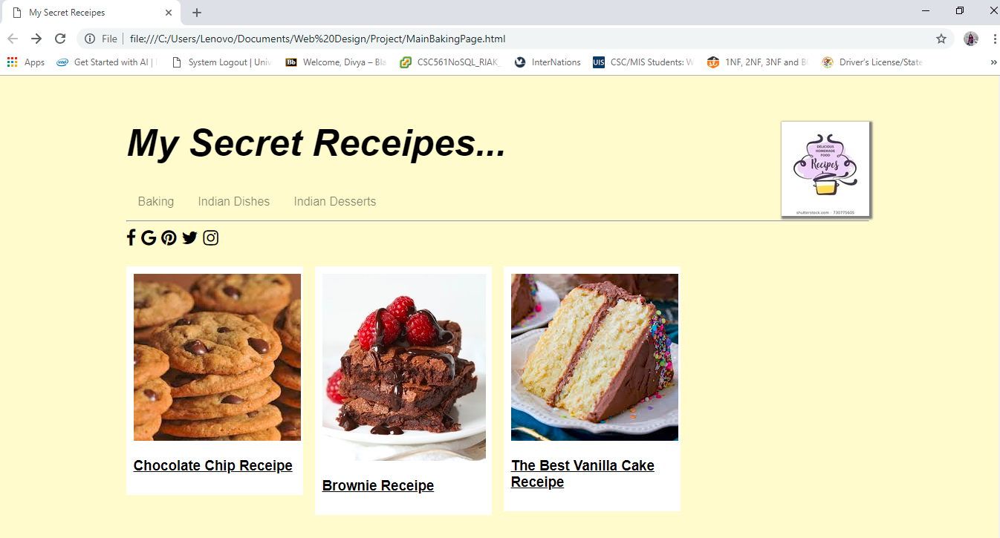 My Secret Receipes
File
file:///C:/Users/Lenovo/Documents/Web%20Design/Project/MainBakingPage.html
Apps
Get Started with AI |
System Logout | Univ
Bb
Welcome, Divya – Bla
CSC561NoSQL_RIAK_
InterNations
UIS
CSC/MIS Students: W
1NF, 2NF, 3NF and BC
Driver's License/State
»
My Secret Receipes...
DELICIOUS
HOMEMADE
FOOD
Recipes
shutterstock.com · 730775605
Baking
Indian Dishes
Indian Desserts
Chocolate Chip Receipe
Brownie Receipe
The Best Vanilla Cake
Receipe